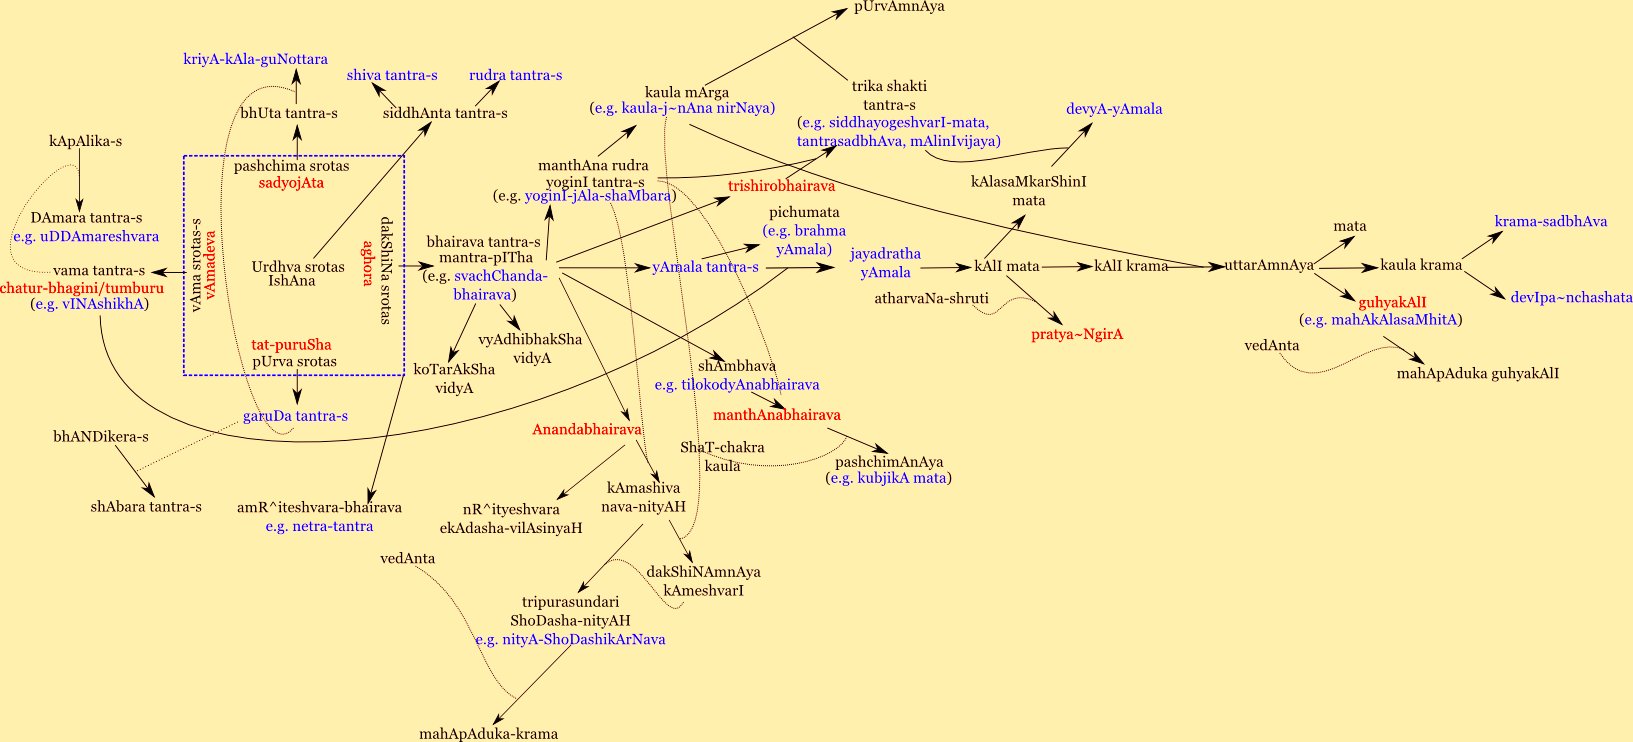 pUrvAmnAya
kriyA-kAla-guNottara
shiva tantra-s
rudra tantra-s
bhUta tantra-s
siddhAnta tantra-s
kaula mArga
(e.g. kaula-j~nAna nirNaya)
trika shakti
tantra-s
(e.g. siddhayogeshvarI-mata,
tantrasadbhAva, mAlinIvijaya)
devyA-yAmala
kApAlika-s
pashchima srotas
sadyojAta
manthAna rudra
yoginI tantra-s
(e.g. yoginI-jAla-shaMbara)
trishirobhairava
kAlasaMkarShinI
mata
DAmara tantra-s
e.g. uDDAmareshvara
vAma srotas-s
vAmadeva
dakShiNa srotas
aghora
Urdhva srotas
IshAna
bhairava tantra-s
mantra-pITha
(e.g. svachChanda-
bhairava)
pichumata
(e.g. brahma
yAmala)
yAmala tantra-s
jayadratha
yAmala
kAlI mata
kAlI krama
uttarAmnAya
mata
kaula krama
krama-sadbhAva
devIpa~nchashata
vama tantra-s
chatur-bhagini/tumburu
(e.g. vINAshikhA)
atharvaNa-shruti
pratya~NgirA
guhyakAlI
(e.g. mahAkAlasaMhitA)
vedAnta
mahApAduka guhyakAlI
tat-puruSha
pUrva srotas
vyAdhibhakSha
vidyA
koTarAkSha
vidyA
shAmbhava
e.g. tilokodyAnabhairava
garuDa tantra-s
manthAnabhairava
Anandabhairava
bhANDikera-s
ShaT-chakra
kaula
pashchimAnAya
(e.g. kubjikA mata)
shAbara tantra-s
amR^iteshvara-bhairava
e.g. netra-tantra
nR^ityeshvara
ekAdasha-vilAsinyaH
kAmashiva
nava-nityAH
vedAnta
dakShiNAmnAya
kAmeshvarI
tripurasundari
ShoDasha-nityAH
e.g. nityA-ShoDashikArNava
mahApAduka-krama